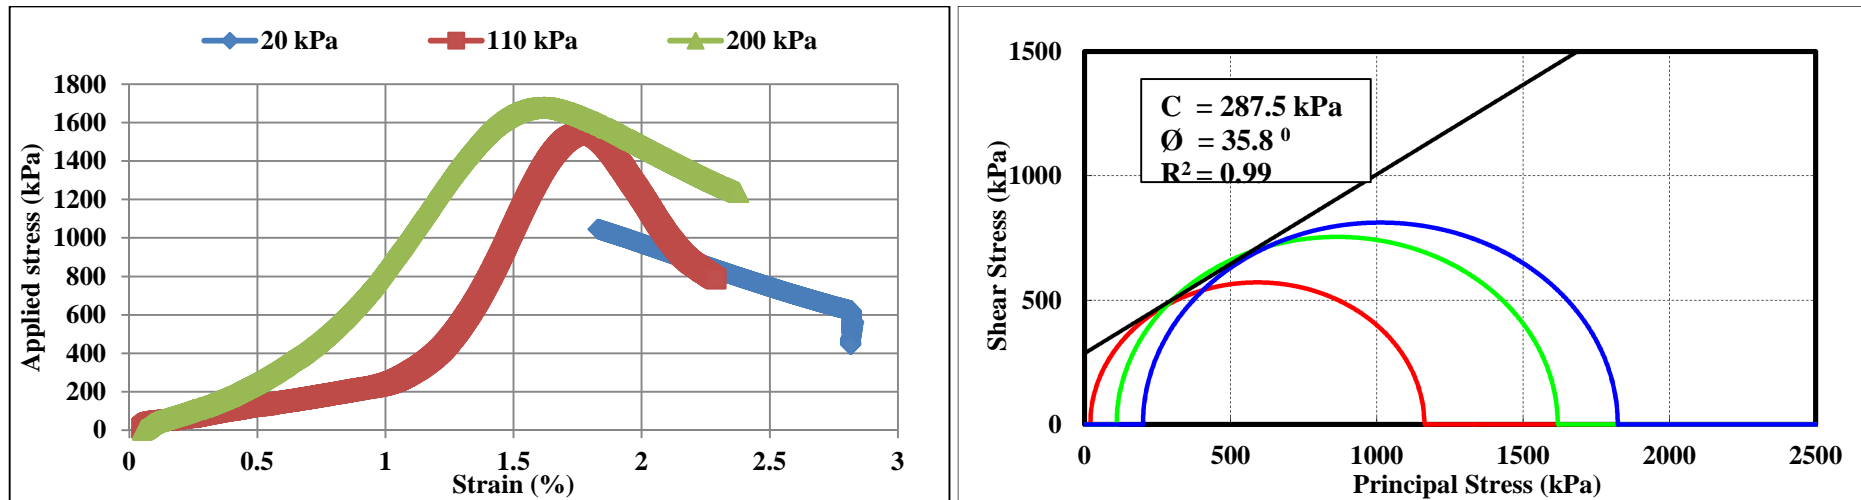 20 kPa 110 kPa 200 kPa
Applied stress (kPa)
1800
1600
1400
1200
1000
800
600
400
200
0
0 0.5 1 1.5 2 2.5 3
Strain (%)
Shear Stress (kPa)
1500
1000
500
0
C = 287.5 kPa
Ø = 35.8 ⁰
R² = 0.99
0 500 1000 1500 2000 2500
Principal Stress (kPa)